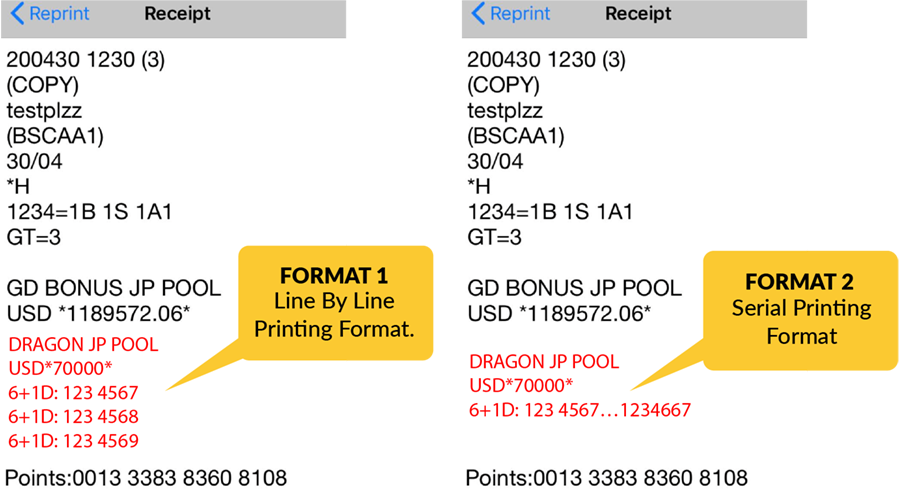 Reprint Receipt
200430 1230 (3)
(COPY)
testplzz
(BSCAA1)
30/04
*H
1234=1B 1S 1A1
GT=3
GD BONUS JP POOL
USD *1189572.06*
DRAGON JP POOL
USD*70000*
6+1D: 123 4567
6+1D: 123 4568
6+1D: 123 4569
Points:0013 3383 8360 8108
FORMAT 1
Line By Line
Printing Format.
Reprint Receipt
200430 1230 (3)
(COPY)
testplzz
(BSCAA1)
30/04
*H
1234=1B 1S 1A1
GT=3
GD BONUS JP POOL
USD *1189572.06*
DRAGON JP POOL
USD*70000*
6+1D: 123 4567...1234667
Points:0013 3383 8360 8108
FORMAT 2
Serial Printing
Format